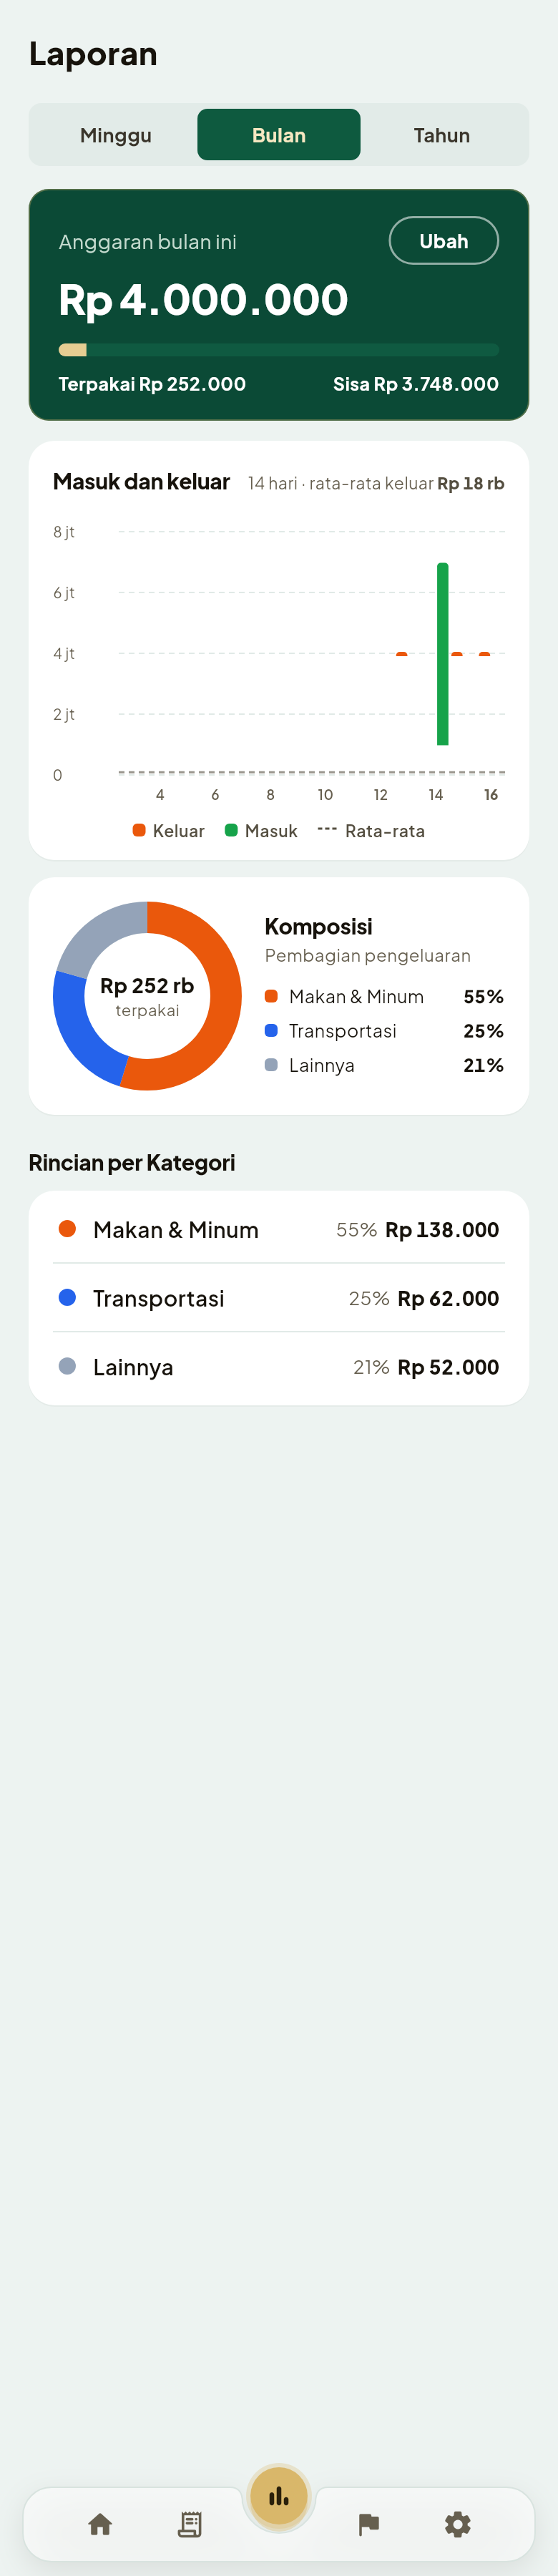 Laporan
Minggu Bulan Tahun
Anggaran bulan ini Ubah
Rp 4.000.000
Terpakai Rp 252.000 Sisa Rp 3.748.000
Masuk dan keluar 14 hari · rata-rata keluar Rp 18 rb
8 jt
6 jt
4 jt
2 jt
0
4 6 8 10 12 14 16
Keluar Masuk Rata-rata
Rp 252 rb
terpakai
Komposisi
Pembagian pengeluaran
Makan & Minum 55%
Transportasi 25%
Lainnya 21%
Rincian per Kategori
Makan & Minum 55% Rp 138.000
Transportasi 25% Rp 62.000
Lainnya 21% Rp 52.000